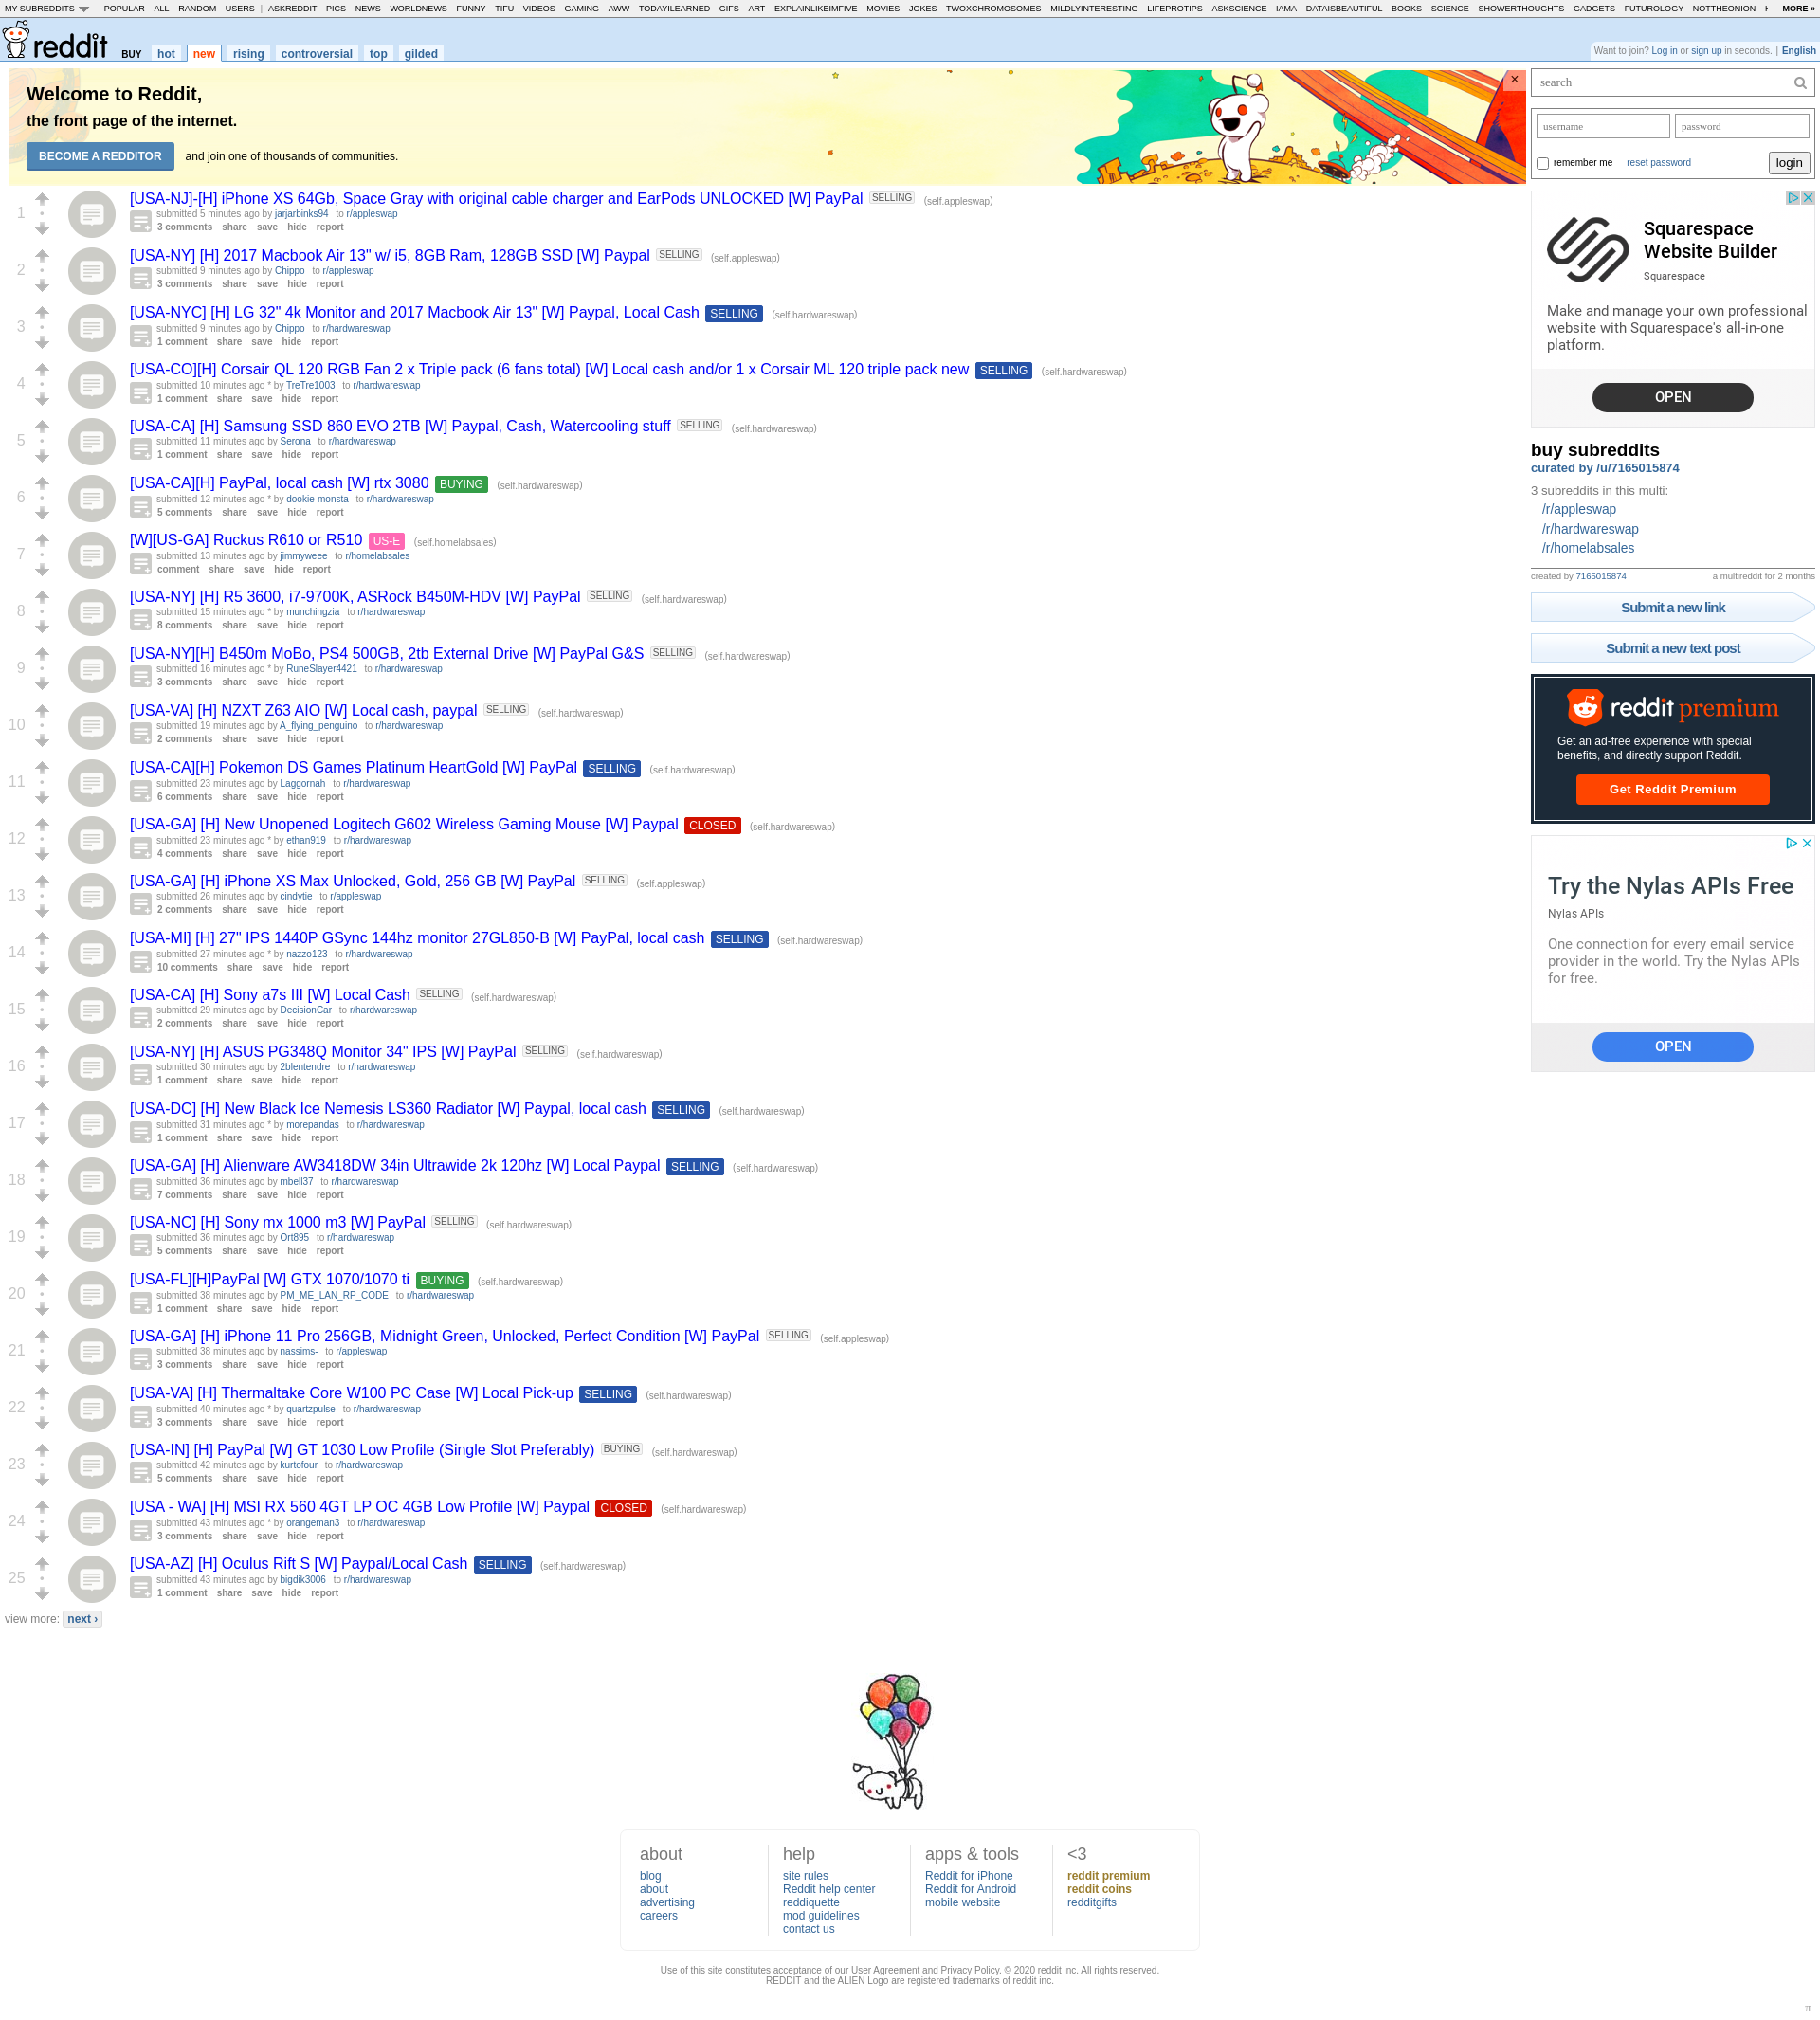 MY SUBREDDITS POPULAR - ALL - RANDOM - USERS | ASKREDDIT - PICS - NEWS - WORLDNEWS - FUNNY - TIFU - VIDEOS - GAMING - AWW - TODAYILEARNED - GIFS - ART - EXPLAINLIKEIMFIVE - MOVIES - JOKES - TWOXCHROMOSOMES - MILDLYINTERESTING - LIFEPROTIPS - ASKSCIENCE - IAMA - DATAISBEAUTIFUL - BOOKS - SCIENCE - SHOWERTHOUGHTS - GADGETS - FUTUROLOGY - NOTTHEONION - MORE »
reddit BUY hot new rising controversial top gilded
Want to join? Log in or sign up in seconds. | English
Welcome to Reddit,
the front page of the internet.
BECOME A REDDITOR and join one of thousands of communities.
×
1
[USA-NJ]-[H] iPhone XS 64Gb, Space Gray with original cable charger and EarPods UNLOCKED [W] PayPal SELLING (self.appleswap)
submitted 5 minutes ago by jarjarbinks94 to r/appleswap
3 comments share save hide report
2
[USA-NY] [H] 2017 Macbook Air 13" w/ i5, 8GB Ram, 128GB SSD [W] Paypal SELLING (self.appleswap)
submitted 9 minutes ago by Chippo to r/appleswap
3 comments share save hide report
3
[USA-NYC] [H] LG 32" 4k Monitor and 2017 Macbook Air 13" [W] Paypal, Local Cash SELLING (self.hardwareswap)
submitted 9 minutes ago by Chippo to r/hardwareswap
1 comment share save hide report
4
[USA-CO][H] Corsair QL 120 RGB Fan 2 x Triple pack (6 fans total) [W] Local cash and/or 1 x Corsair ML 120 triple pack new SELLING (self.hardwareswap)
submitted 10 minutes ago * by TreTre1003 to r/hardwareswap
1 comment share save hide report
5
[USA-CA] [H] Samsung SSD 860 EVO 2TB [W] Paypal, Cash, Watercooling stuff SELLING (self.hardwareswap)
submitted 11 minutes ago by Serona to r/hardwareswap
1 comment share save hide report
6
[USA-CA][H] PayPal, local cash [W] rtx 3080 BUYING (self.hardwareswap)
submitted 12 minutes ago * by dookie-monsta to r/hardwareswap
5 comments share save hide report
7
[W][US-GA] Ruckus R610 or R510 US-E (self.homelabsales)
submitted 13 minutes ago by jimmyweee to r/homelabsales
comment share save hide report
8
[USA-NY] [H] R5 3600, i7-9700K, ASRock B450M-HDV [W] PayPal SELLING (self.hardwareswap)
submitted 15 minutes ago * by munchingzia to r/hardwareswap
8 comments share save hide report
9
[USA-NY][H] B450m MoBo, PS4 500GB, 2tb External Drive [W] PayPal G&S SELLING (self.hardwareswap)
submitted 16 minutes ago * by RuneSlayer4421 to r/hardwareswap
3 comments share save hide report
10
[USA-VA] [H] NZXT Z63 AIO [W] Local cash, paypal SELLING (self.hardwareswap)
submitted 19 minutes ago by A_flying_penguino to r/hardwareswap
2 comments share save hide report
11
[USA-CA][H] Pokemon DS Games Platinum HeartGold [W] PayPal SELLING (self.hardwareswap)
submitted 23 minutes ago by Laggornah to r/hardwareswap
6 comments share save hide report
12
[USA-GA] [H] New Unopened Logitech G602 Wireless Gaming Mouse [W] Paypal CLOSED (self.hardwareswap)
submitted 23 minutes ago * by ethan919 to r/hardwareswap
4 comments share save hide report
13
[USA-GA] [H] iPhone XS Max Unlocked, Gold, 256 GB [W] PayPal SELLING (self.appleswap)
submitted 26 minutes ago by cindytie to r/appleswap
2 comments share save hide report
14
[USA-MI] [H] 27" IPS 1440P GSync 144hz monitor 27GL850-B [W] PayPal, local cash SELLING (self.hardwareswap)
submitted 27 minutes ago * by nazzo123 to r/hardwareswap
10 comments share save hide report
15
[USA-CA] [H] Sony a7s III [W] Local Cash SELLING (self.hardwareswap)
submitted 29 minutes ago by DecisionCar to r/hardwareswap
2 comments share save hide report
16
[USA-NY] [H] ASUS PG348Q Monitor 34" IPS [W] PayPal SELLING (self.hardwareswap)
submitted 30 minutes ago by 2blentendre to r/hardwareswap
1 comment share save hide report
17
[USA-DC] [H] New Black Ice Nemesis LS360 Radiator [W] Paypal, local cash SELLING (self.hardwareswap)
submitted 31 minutes ago * by morepandas to r/hardwareswap
1 comment share save hide report
18
[USA-GA] [H] Alienware AW3418DW 34in Ultrawide 2k 120hz [W] Local Paypal SELLING (self.hardwareswap)
submitted 36 minutes ago by mbell37 to r/hardwareswap
7 comments share save hide report
19
[USA-NC] [H] Sony mx 1000 m3 [W] PayPal SELLING (self.hardwareswap)
submitted 36 minutes ago by Ort895 to r/hardwareswap
5 comments share save hide report
20
[USA-FL][H]PayPal [W] GTX 1070/1070 ti BUYING (self.hardwareswap)
submitted 38 minutes ago by PM_ME_LAN_RP_CODE to r/hardwareswap
1 comment share save hide report
21
[USA-GA] [H] iPhone 11 Pro 256GB, Midnight Green, Unlocked, Perfect Condition [W] PayPal SELLING (self.appleswap)
submitted 38 minutes ago by nassims- to r/appleswap
3 comments share save hide report
22
[USA-VA] [H] Thermaltake Core W100 PC Case [W] Local Pick-up SELLING (self.hardwareswap)
submitted 40 minutes ago * by quartzpulse to r/hardwareswap
3 comments share save hide report
23
[USA-IN] [H] PayPal [W] GT 1030 Low Profile (Single Slot Preferably) BUYING (self.hardwareswap)
submitted 42 minutes ago by kurtofour to r/hardwareswap
5 comments share save hide report
24
[USA - WA] [H] MSI RX 560 4GT LP OC 4GB Low Profile [W] Paypal CLOSED (self.hardwareswap)
submitted 43 minutes ago * by orangeman3 to r/hardwareswap
3 comments share save hide report
25
[USA-AZ] [H] Oculus Rift S [W] Paypal/Local Cash SELLING (self.hardwareswap)
submitted 43 minutes ago by bigdik3006 to r/hardwareswap
1 comment share save hide report
view more: next ›
search
username password
remember me reset password login
Squarespace
Website Builder
Squarespace
Make and manage your own professional
website with Squarespace's all-in-one
platform.
OPEN
buy subreddits
curated by /u/7165015874
3 subreddits in this multi:
/r/appleswap
/r/hardwareswap
/r/homelabsales
created by 7165015874 a multireddit for 2 months
Submit a new link
Submit a new text post
reddit premium
Get an ad-free experience with special
benefits, and directly support Reddit.
Get Reddit Premium
Try the Nylas APIs Free
Nylas APIs
One connection for every email service
provider in the world. Try the Nylas APIs
for free.
OPEN
about
blog
about
advertising
careers
help
site rules
Reddit help center
reddiquette
mod guidelines
contact us
apps & tools
Reddit for iPhone
Reddit for Android
mobile website
<3
reddit premium
reddit coins
redditgifts
Use of this site constitutes acceptance of our User Agreement and Privacy Policy. © 2020 reddit inc. All rights reserved.
REDDIT and the ALIEN Logo are registered trademarks of reddit inc.
π